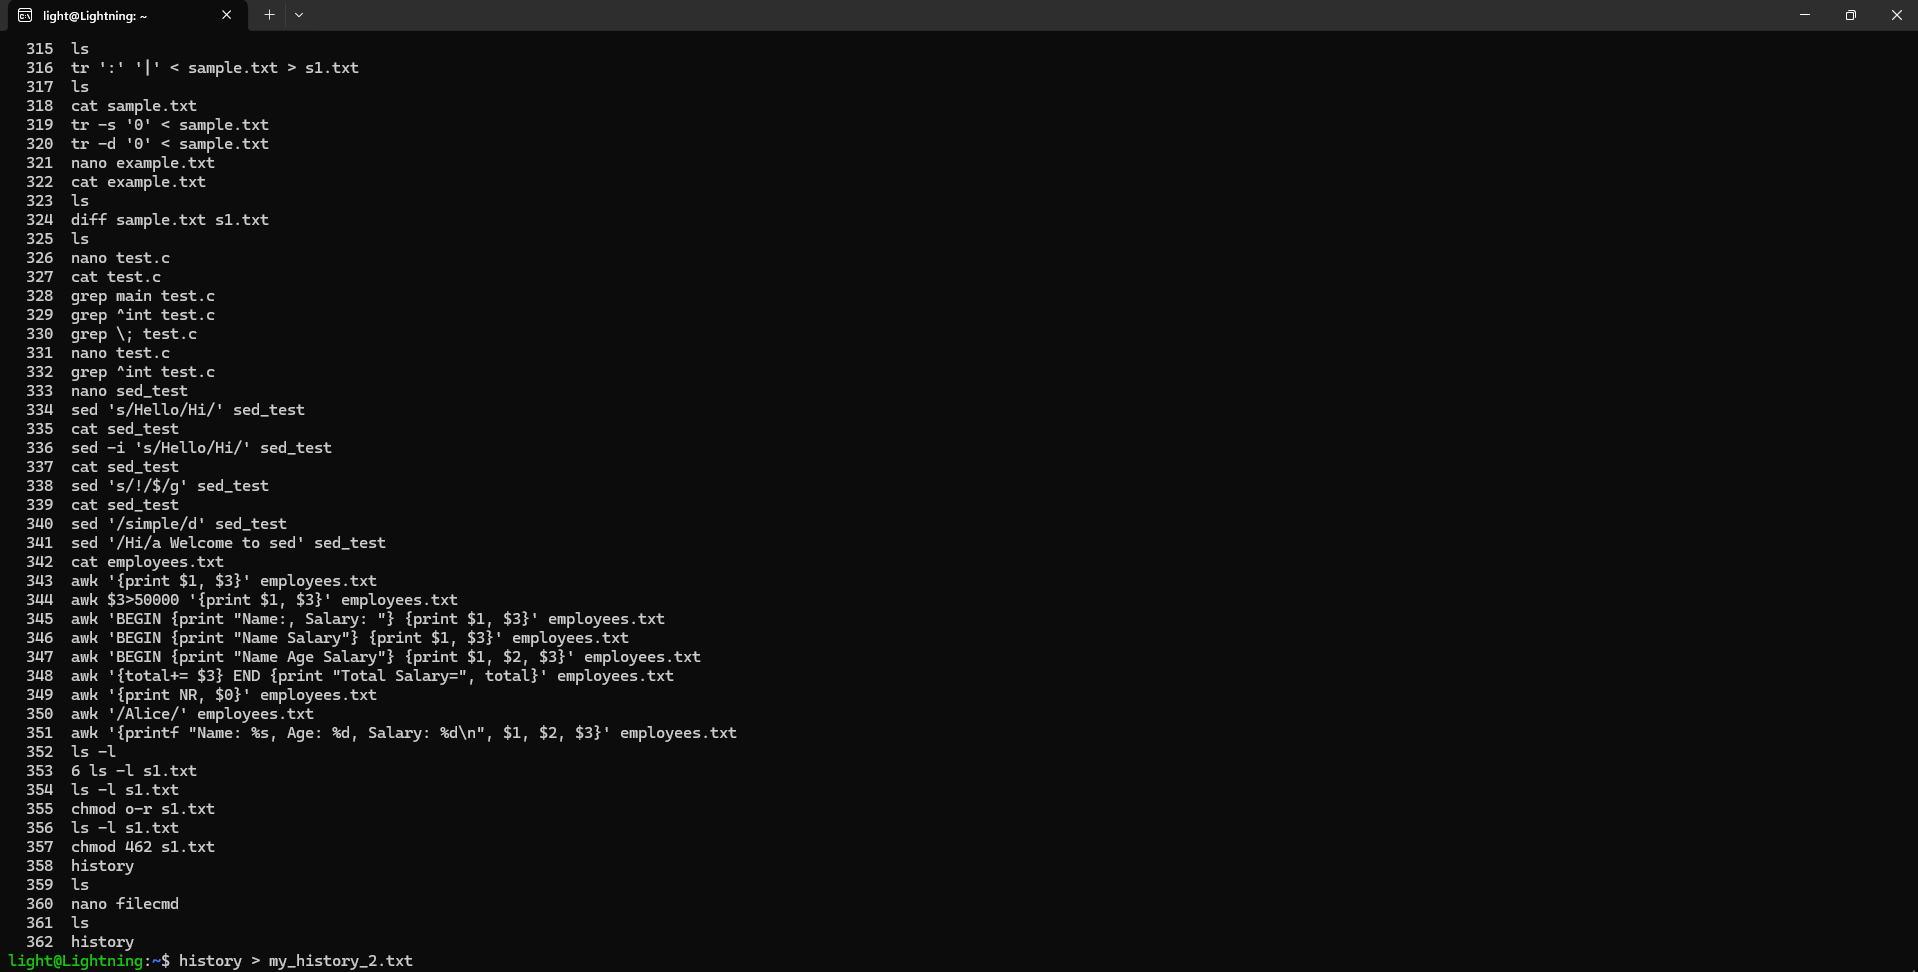 light@Lightning: ~
315 ls
316 tr ':' '|' < sample.txt > s1.txt
317 ls
318 cat sample.txt
319 tr -s '0' < sample.txt
320 tr -d '0' < sample.txt
321 nano example.txt
322 cat example.txt
323 ls
324 diff sample.txt s1.txt
325 ls
326 nano test.c
327 cat test.c
328 grep main test.c
329 grep ^int test.c
330 grep \; test.c
331 nano test.c
332 grep ^int test.c
333 nano sed_test
334 sed 's/Hello/Hi/' sed_test
335 cat sed_test
336 sed -i 's/Hello/Hi/' sed_test
337 cat sed_test
338 sed 's/!/$/g' sed_test
339 cat sed_test
340 sed '/simple/d' sed_test
341 sed '/Hi/a Welcome to sed' sed_test
342 cat employees.txt
343 awk '{print $1, $3}' employees.txt
344 awk $3>50000 '{print $1, $3}' employees.txt
345 awk 'BEGIN {print "Name:, Salary: "} {print $1, $3}' employees.txt
346 awk 'BEGIN {print "Name Salary"} {print $1, $3}' employees.txt
347 awk 'BEGIN {print "Name Age Salary"} {print $1, $2, $3}' employees.txt
348 awk '{total+= $3} END {print "Total Salary=", total}' employees.txt
349 awk '{print NR, $0}' employees.txt
350 awk '/Alice/' employees.txt
351 awk '{printf "Name: %s, Age: %d, Salary: %d\n", $1, $2, $3}' employees.txt
352 ls -l
353 6 ls -l s1.txt
354 ls -l s1.txt
355 chmod o-r s1.txt
356 ls -l s1.txt
357 chmod 462 s1.txt
358 history
359 ls
360 nano filecmd
361 ls
362 history
light@Lightning:~$ history > my_history_2.txt